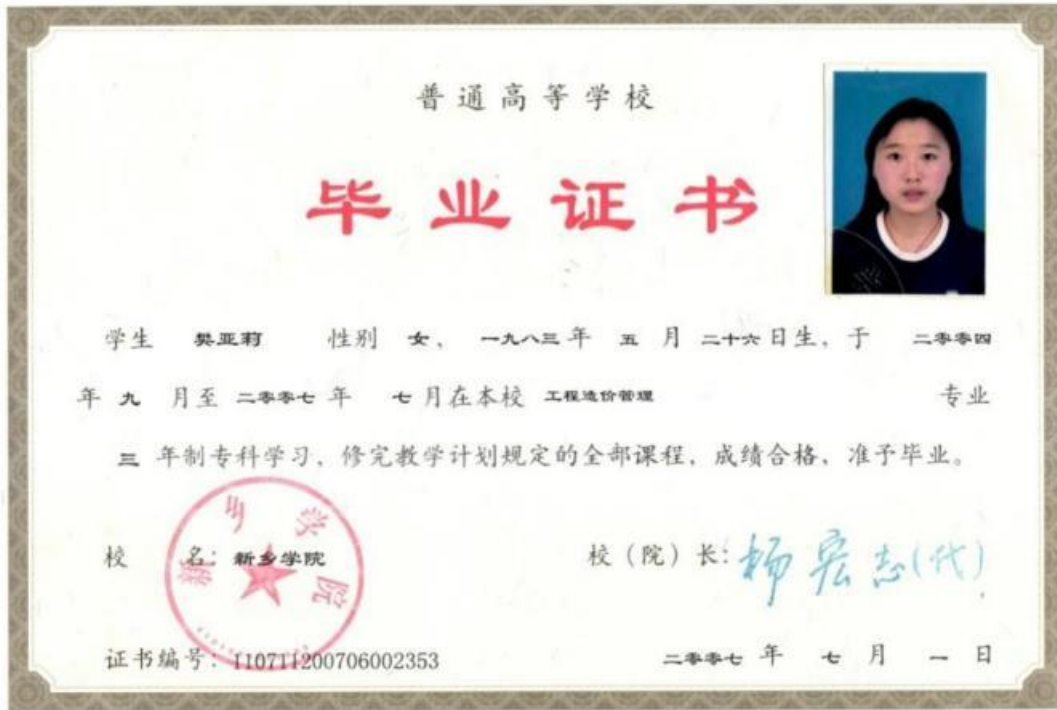 普通高等学校
毕业证书
学生 樊亚莉 性别 女，一九八三年 五 月 二十六日生，于 二零零四
年 九 月至 二零零七 年 七月在本校 工程造价管理 专业
三 年制专科学习，修完教学计划规定的全部课程，成绩合格，准予毕业。
校 名：新乡学院
新乡学院
校（院）长：杨宏志(代)
证书编号：110711200706002353
二零零七 年 七 月 一 日